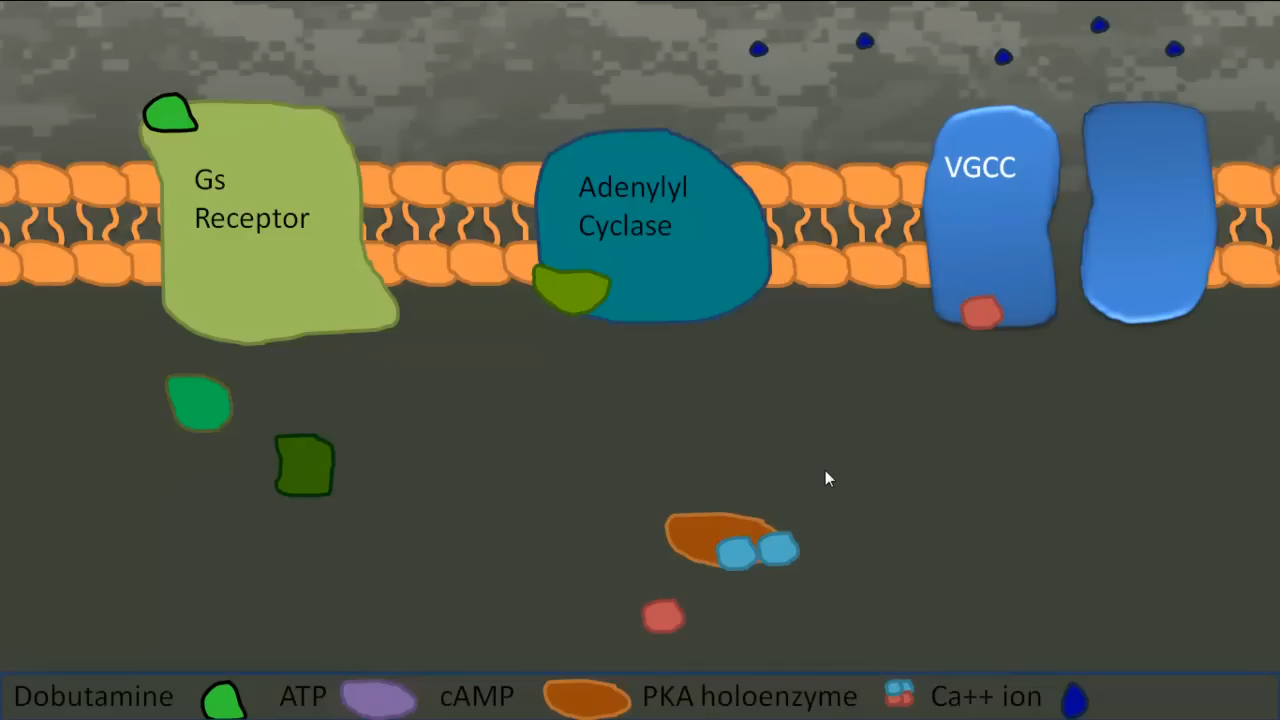 Gs
Receptor
Adenylyl
Cyclase
VGCC
Dobutamine ATP cAMP PKA holoenzyme Ca++ ion